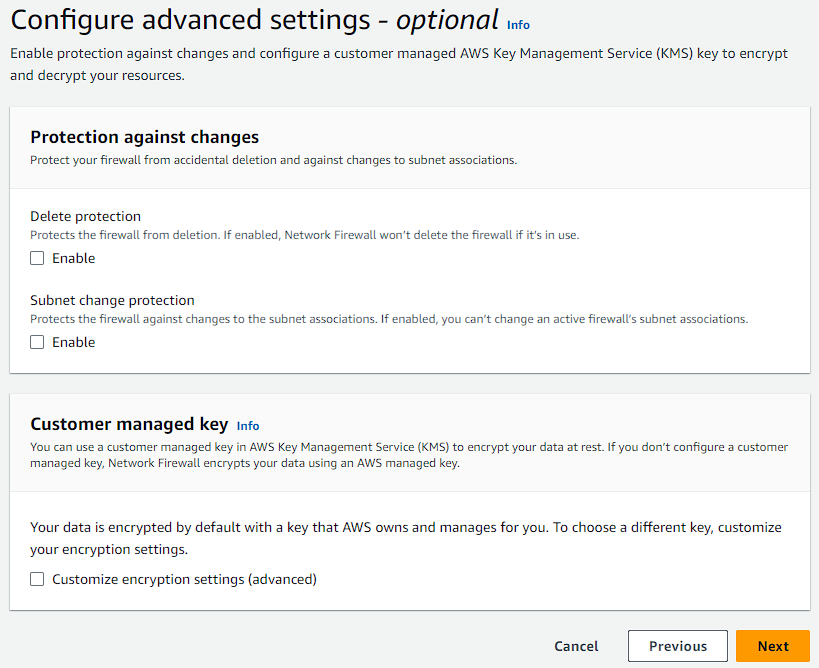 Configure advanced settings - optional Info
Enable protection against changes and configure a customer managed AWS Key Management Service (KMS) key to encrypt
and decrypt your resources.
Protection against changes
Protect your firewall from accidental deletion and against changes to subnet associations.
Delete protection
Protects the firewall from deletion. If enabled, Network Firewall won't delete the firewall if it's in use.
Enable
Subnet change protection
Protects the firewall against changes to the subnet associations. If enabled, you can't change an active firewall's subnet associations.
Enable
Customer managed key Info
You can use a customer managed key in AWS Key Management Service (KMS) to encrypt your data at rest. If you don't configure a customer
managed key, Network Firewall encrypts your data using an AWS managed key.
Your data is encrypted by default with a key that AWS owns and manages for you. To choose a different key, customize
your encryption settings.
Customize encryption settings (advanced)
Cancel Previous Next